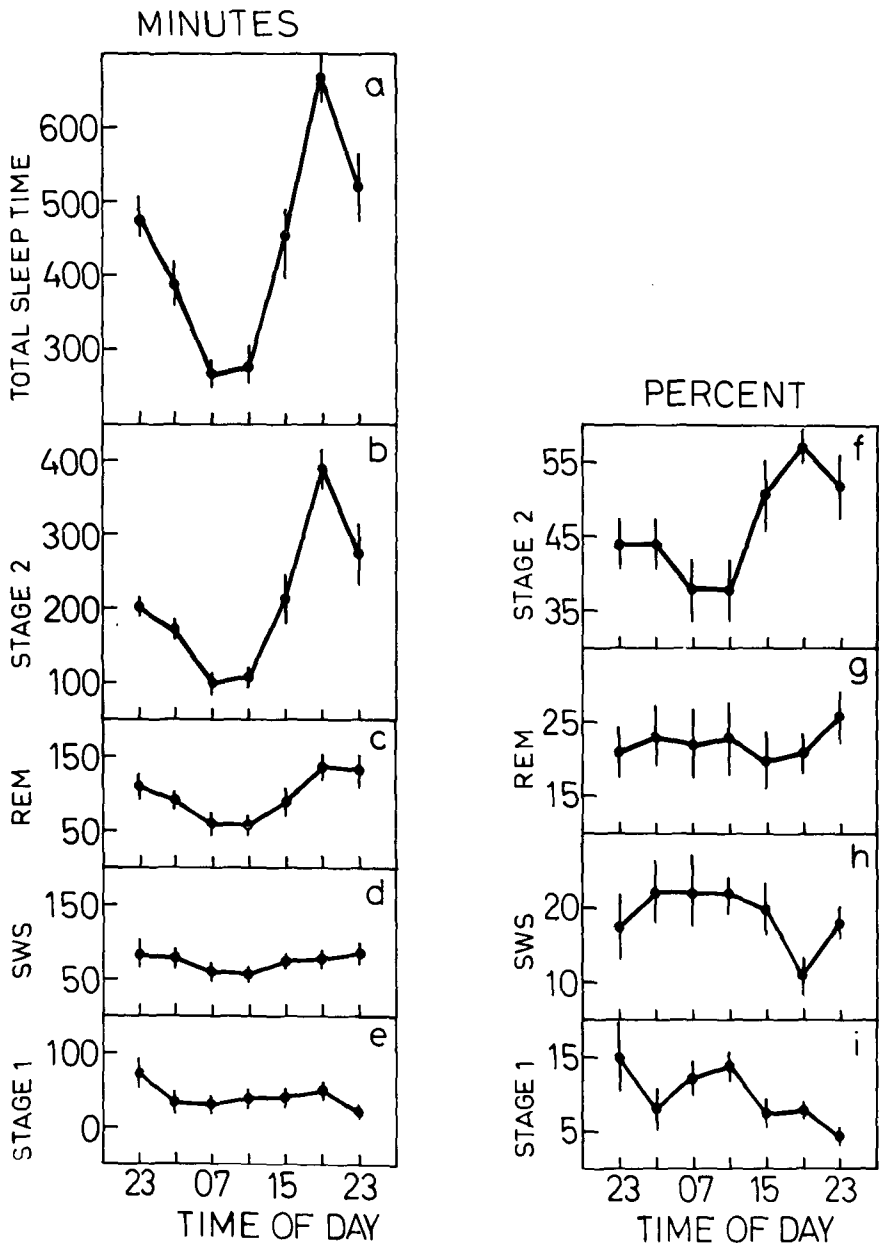 MINUTES
a
TOTAL SLEEP TIME
600
500
400
300
b
STAGE 2
400
300
200
100
c
REM
150
50
d
SWS
150
50
e
STAGE 1
100
0
23 07 15 23
TIME OF DAY
PERCENT
f
STAGE 2
55
45
35
g
REM
25
15
h
SWS
20
10
i
STAGE 1
15
5
23 07 15 23
TIME OF DAY